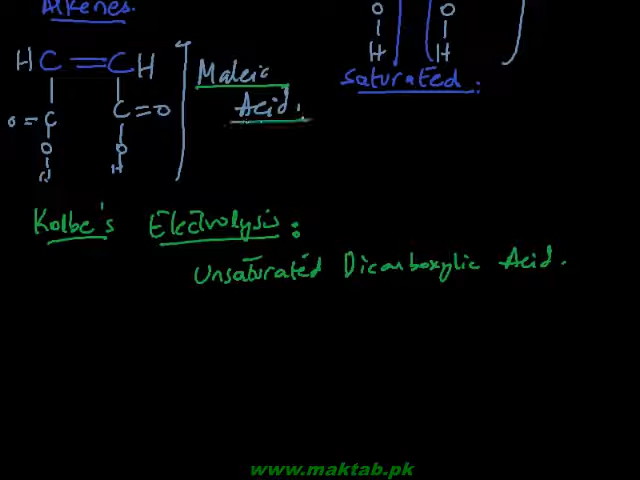 Alkenes.
O O
H H
HC=CH
Maleic
Acid.
saturated.
O=C C=O
O O
H H
Kolbe's Electrolysis:
Unsaturated Dicarboxylic Acid.
www.maktab.pk